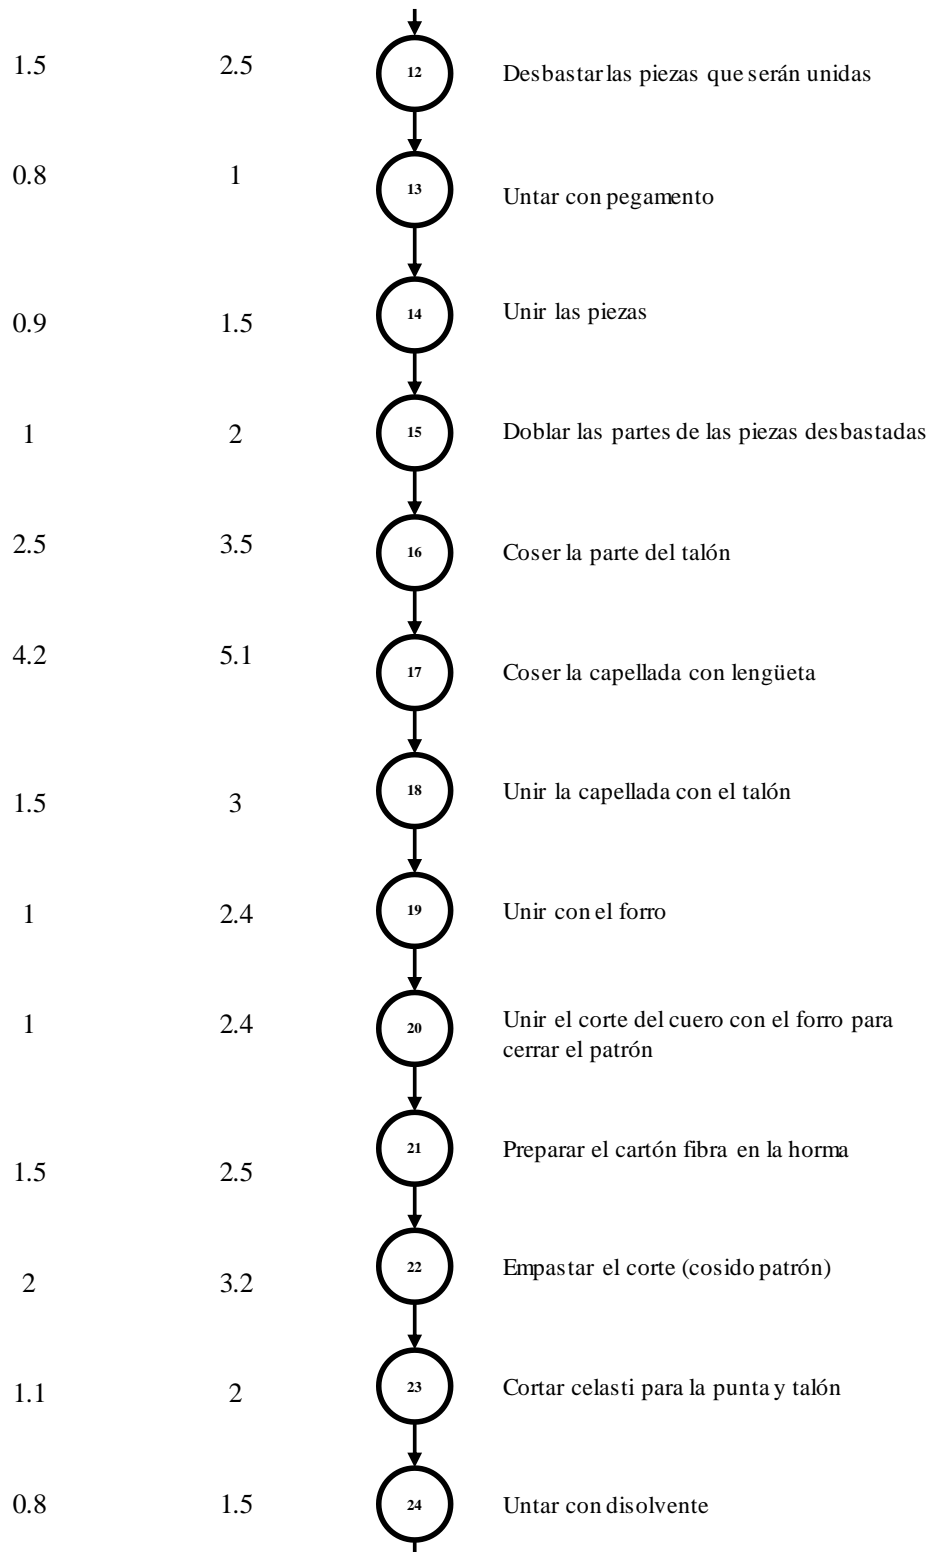 1.5 2.5 12 Desbastar las piezas que serán unidas
0.8 1 13 Untar con pegamento
0.9 1.5 14 Unir las piezas
1 2 15 Doblar las partes de las piezas desbastadas
2.5 3.5 16 Coser la parte del talón
4.2 5.1 17 Coser la capellada con lengüeta
1.5 3 18 Unir la capellada con el talón
1 2.4 19 Unir con el forro
1 2.4 20 Unir el corte del cuero con el forro para
cerrar el patrón
1.5 2.5 21 Preparar el cartón fibra en la horma
2 3.2 22 Empastar el corte (cosido patrón)
1.1 2 23 Cortar celasti para la punta y talón
0.8 1.5 24 Untar con disolvente